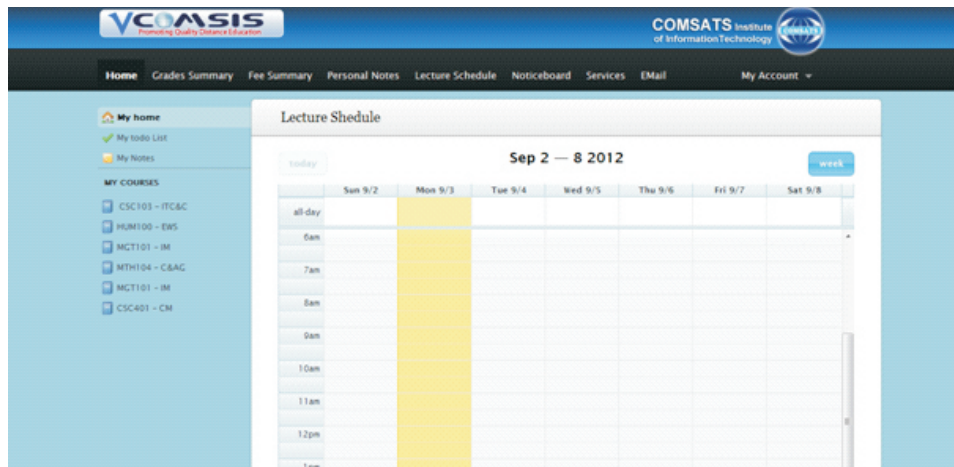 VCOMSIS
Promoting Quality Distance Education
COMSATS Institute
of Information Technology
COMSATS
Home Grades Summary Fee Summary Personal Notes Lecture Schedule Noticeboard Services EMail My Account
My home
My todo List
My Notes
MY COURSES
CSC103 - ITC&C
HUM100 - EWS
MGT101 - IM
MTH104 - C&AG
MGT101 - IM
CSC401 - CM
Lecture Shedule
today Sep 2 — 8 2012 week
Sun 9/2 Mon 9/3 Tue 9/4 Wed 9/5 Thu 9/6 Fri 9/7 Sat 9/8
all-day
6am
7am
8am
9am
10am
11am
12pm
1pm